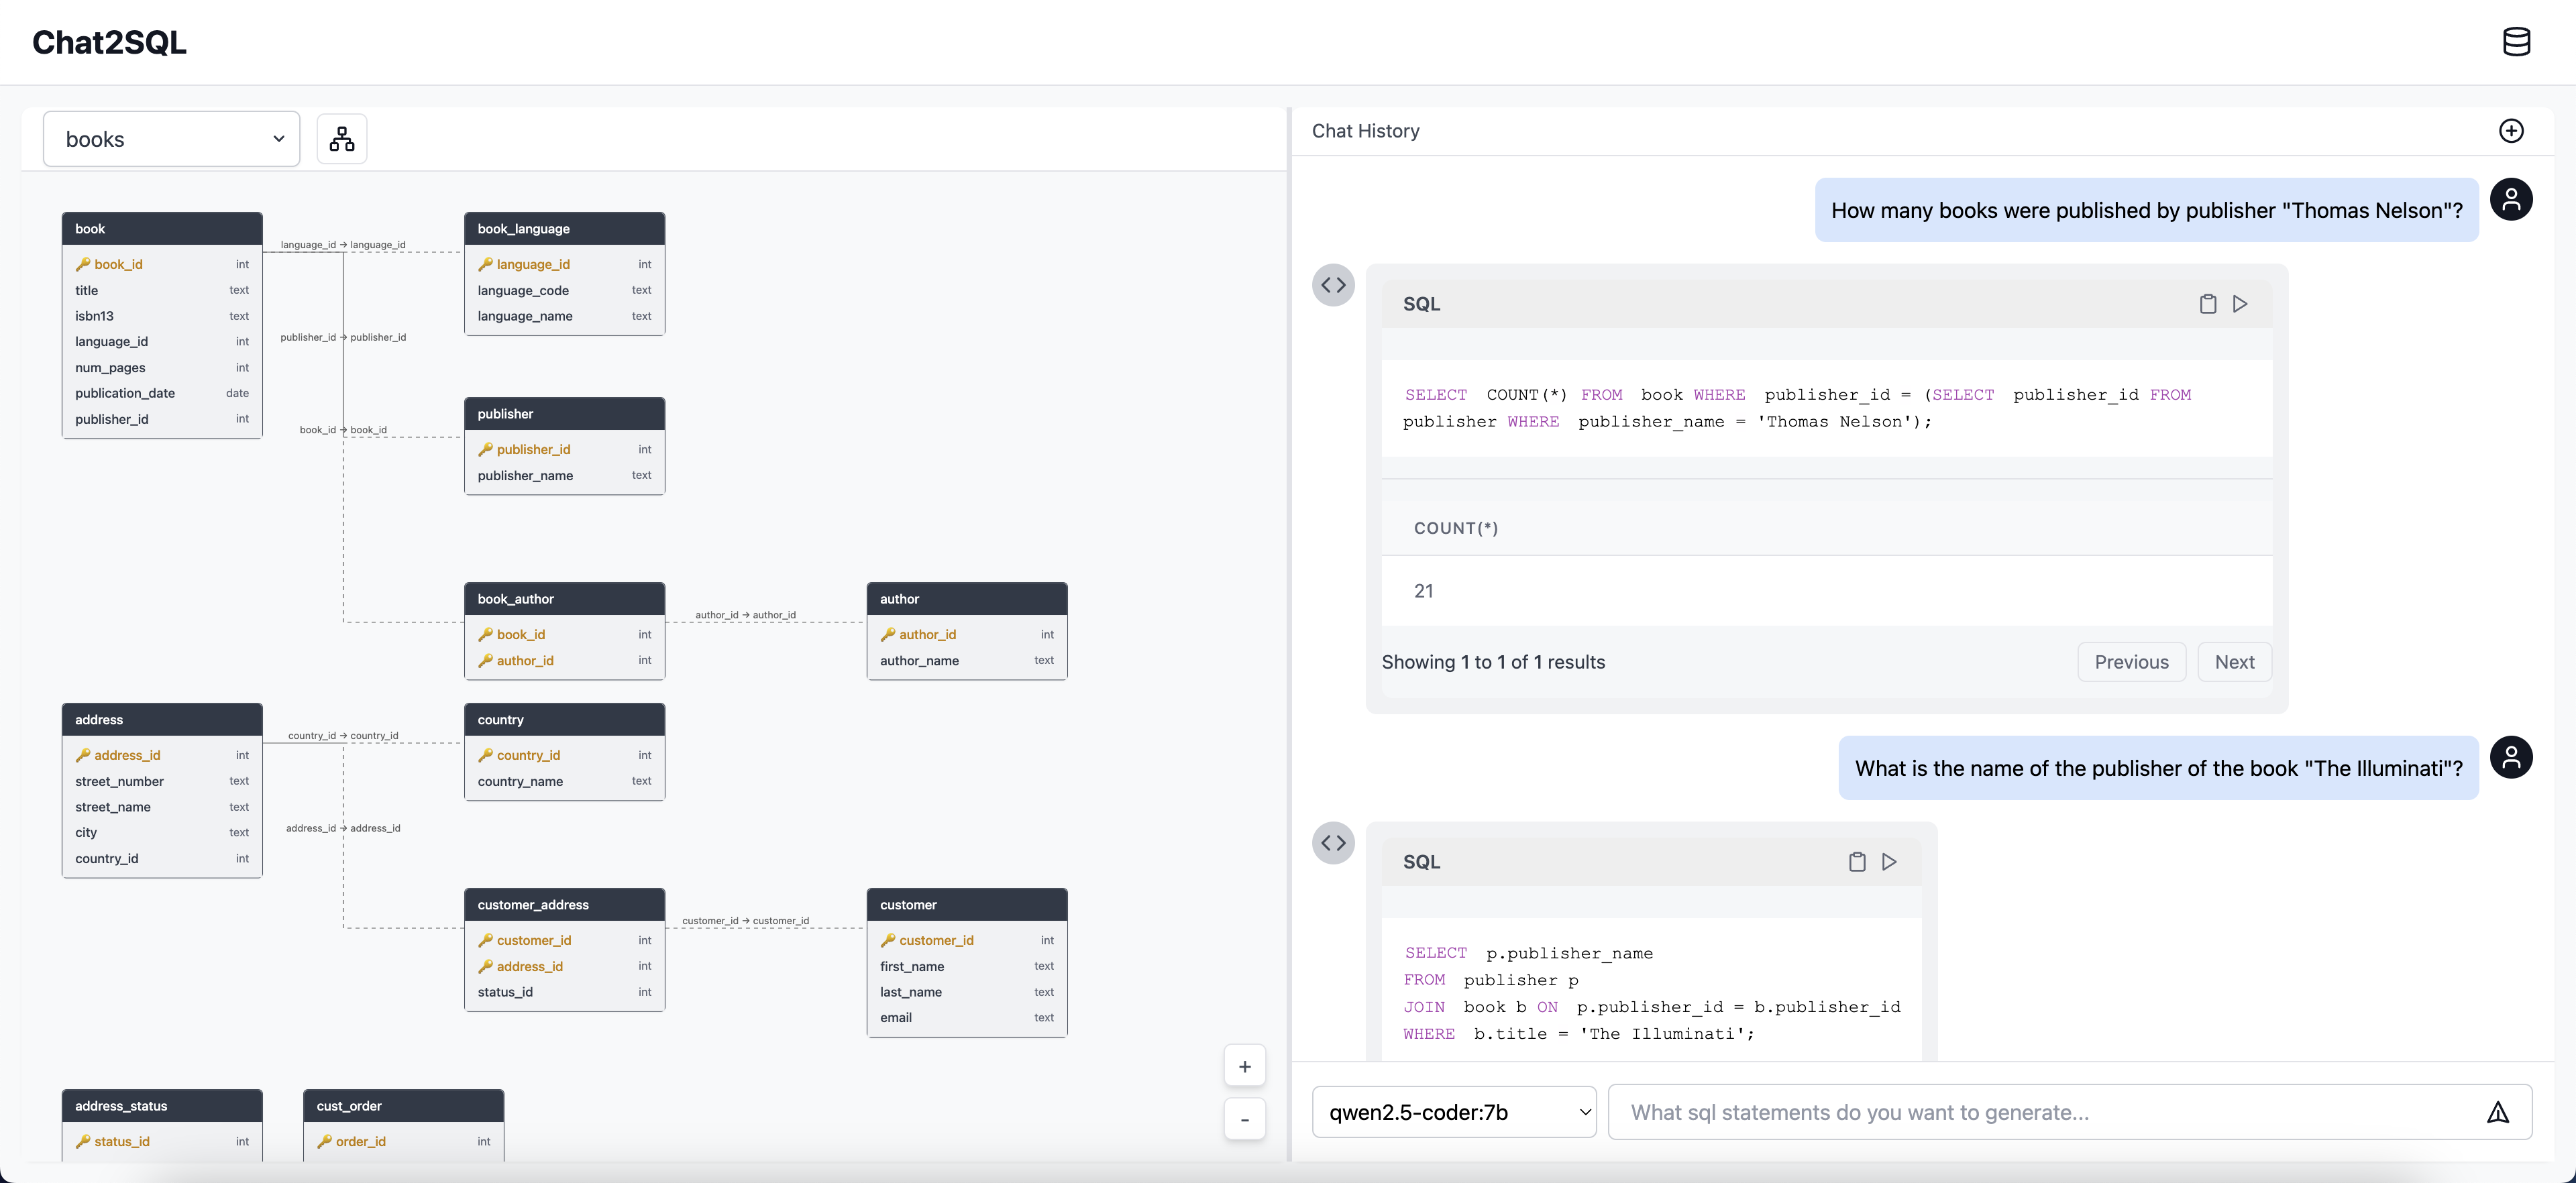 Chat2SQL
books
book
book_id int
title text
isbn13 text
language_id int
num_pages int
publication_date date
publisher_id int
language_id → language_id
publisher_id → publisher_id
book_id → book_id
book_language
language_id int
language_code text
language_name text
publisher
publisher_id int
publisher_name text
book_author
book_id int
author_id int
author_id → author_id
author
author_id int
author_name text
address
address_id int
street_number text
street_name text
city text
country_id int
country_id → country_id
address_id → address_id
country
country_id int
country_name text
customer_address
customer_id int
address_id int
status_id int
customer_id → customer_id
customer
customer_id int
first_name text
last_name text
email text
address_status
status_id int
cust_order
order_id int
+
-
Chat History
How many books were published by publisher "Thomas Nelson"?
SQL
SELECT COUNT(*) FROM book WHERE publisher_id = (SELECT publisher_id FROM
publisher WHERE publisher_name = 'Thomas Nelson');
COUNT(*)
21
Showing 1 to 1 of 1 results
Previous
Next
What is the name of the publisher of the book "The Illuminati"?
SQL
SELECT p.publisher_name
FROM publisher p
JOIN book b ON p.publisher_id = b.publisher_id
WHERE b.title = 'The Illuminati';
qwen2.5-coder:7b
What sql statements do you want to generate...